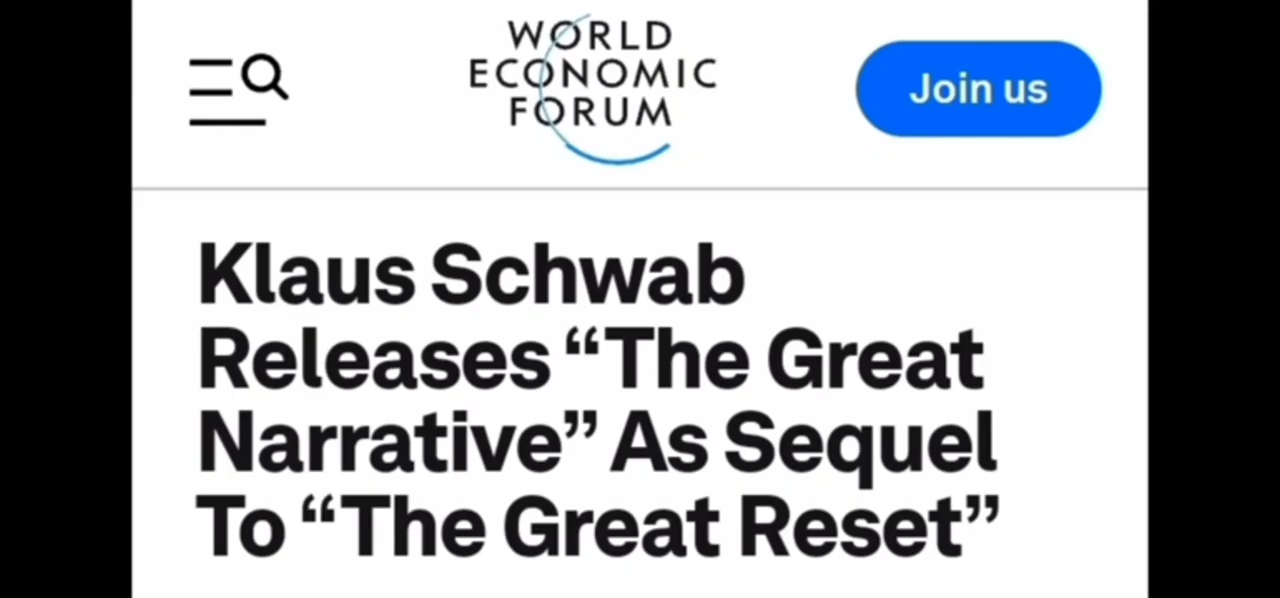 WORLD
ECONOMIC
FORUM
Join us
Klaus Schwab
Releases “The Great
Narrative” As Sequel
To “The Great Reset”